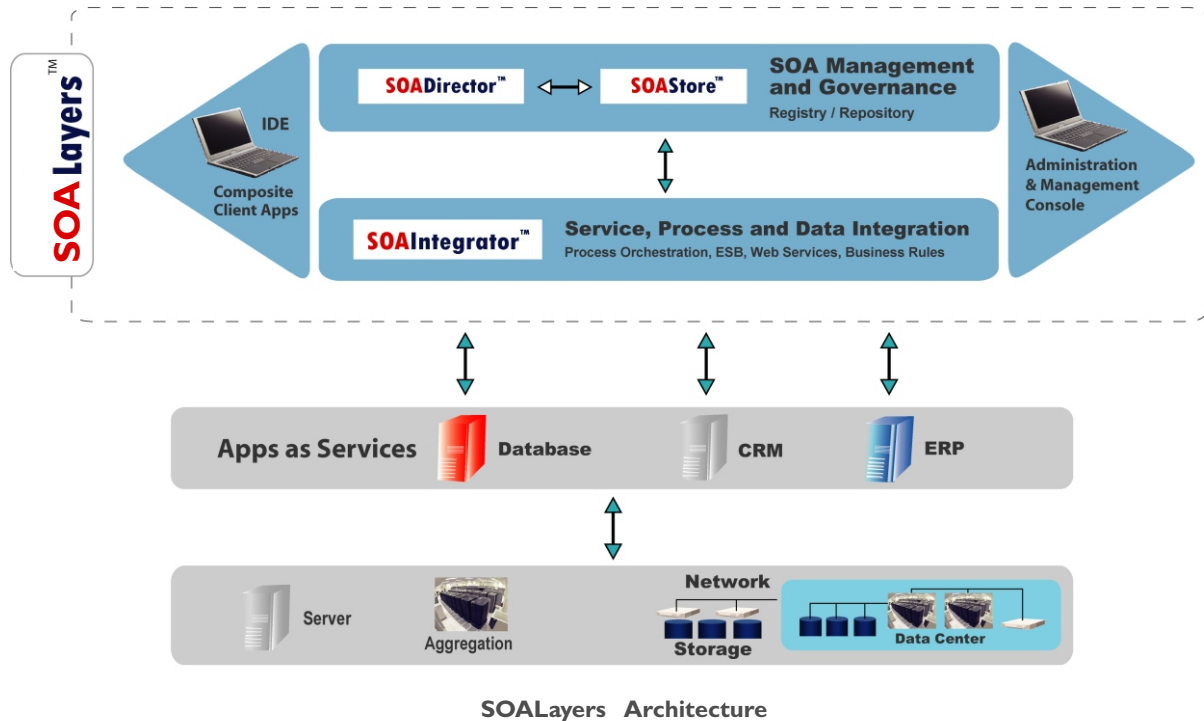 SOALayers™
IDE
Composite
Client Apps
SOADirector™
SOAStore™
SOA Management
and Governance
Registry / Repository
SOAIntegrator™
Service, Process and Data Integration
Process Orchestration, ESB, Web Services, Business Rules
Administration
& Management
Console
Apps as Services
Database
CRM
ERP
Server
Aggregation
Network
Storage
Data Center
SOALayers Architecture